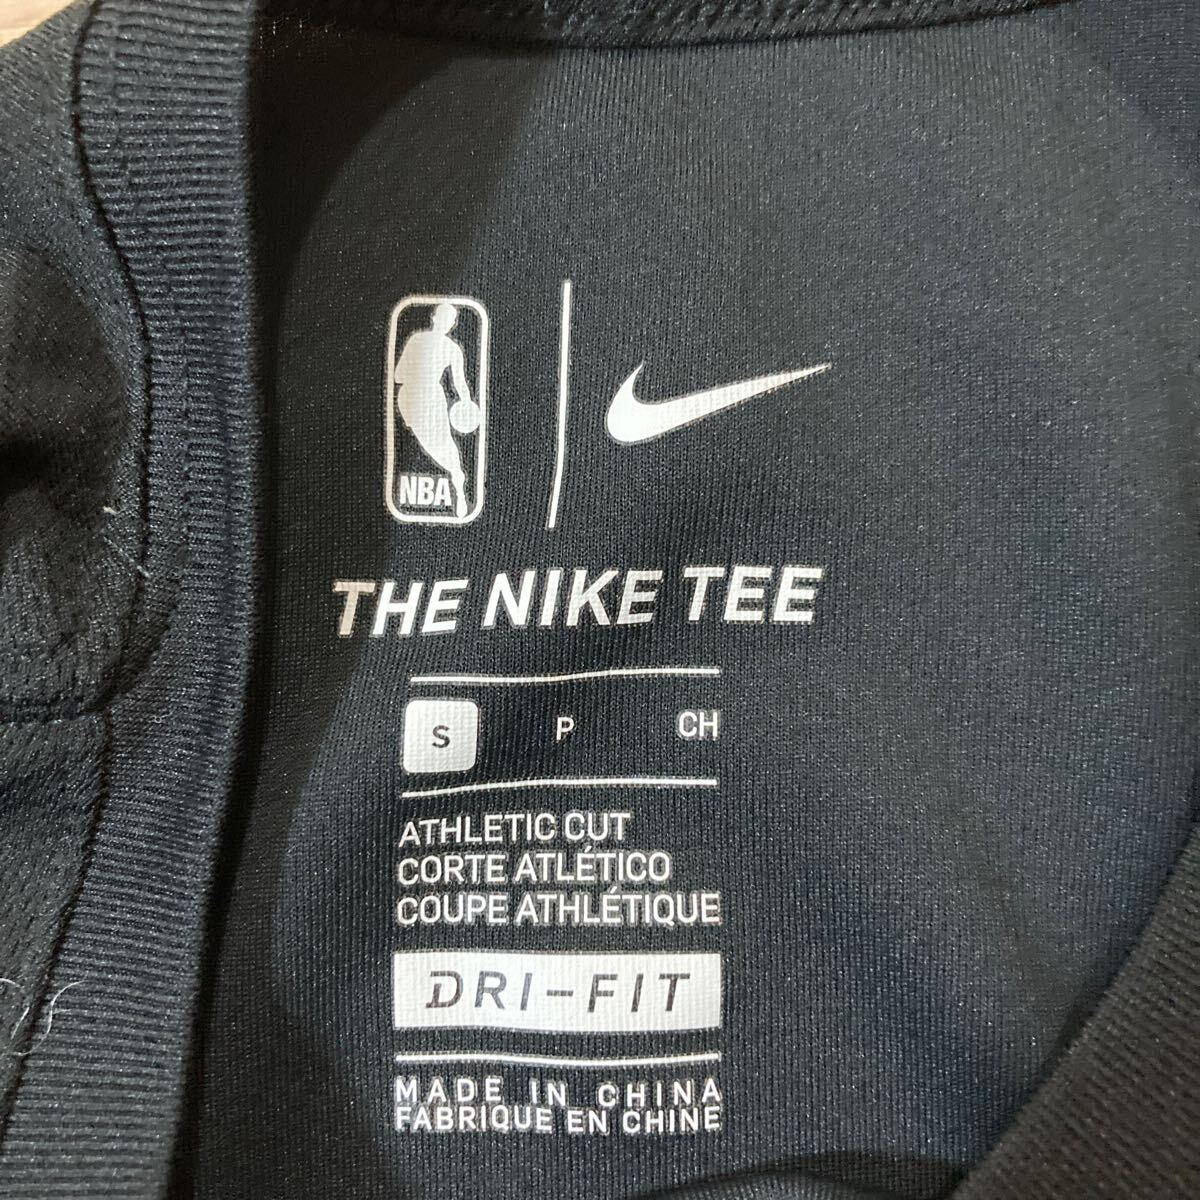 NBA
THE NIKE TEE
S P CH
ATHLETIC CUT
CORTE ATLÉTICO
COUPE ATHLÉTIQUE
DRI-FIT
MADE IN CHINA
FABRIQUE EN CHINE